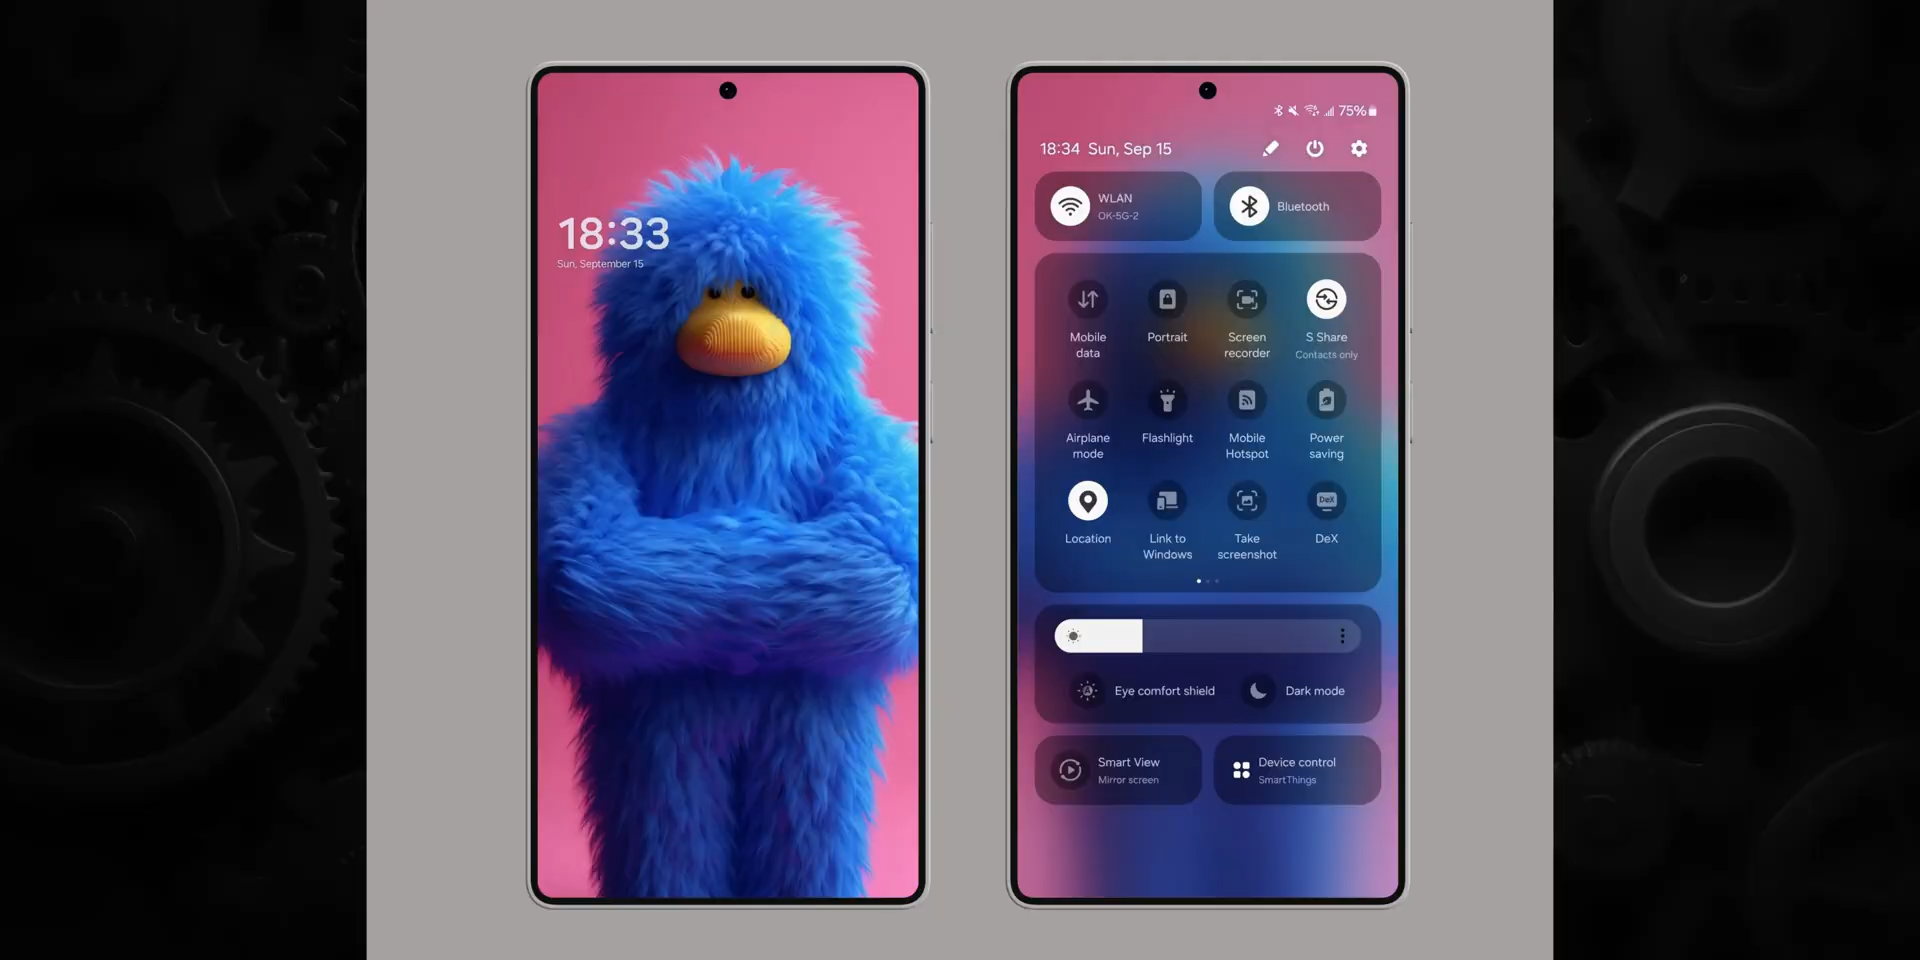 18:33
Sun, September 15
75%
18:34 Sun, Sep 15
WLAN
OK-5G-2
Bluetooth
Mobile data
Portrait
Screen recorder
S Share
Contacts only
Airplane mode
Flashlight
Mobile Hotspot
Power saving
Location
Link to Windows
Take screenshot
DeX
DeX
Eye comfort shield
Dark mode
Smart View
Mirror screen
Device control
SmartThings